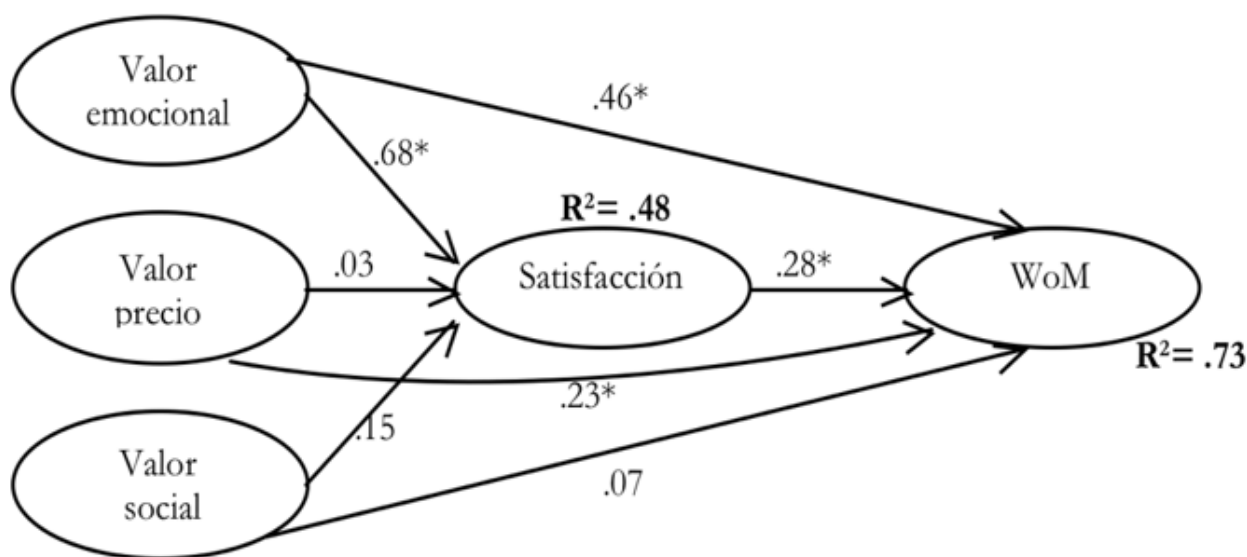 Valor
emocional
.46*
.68*
R²= .48
Valor
precio
.03
Satisfacción
.28*
WoM
R²= .73
.23*
.15
Valor
social
.07